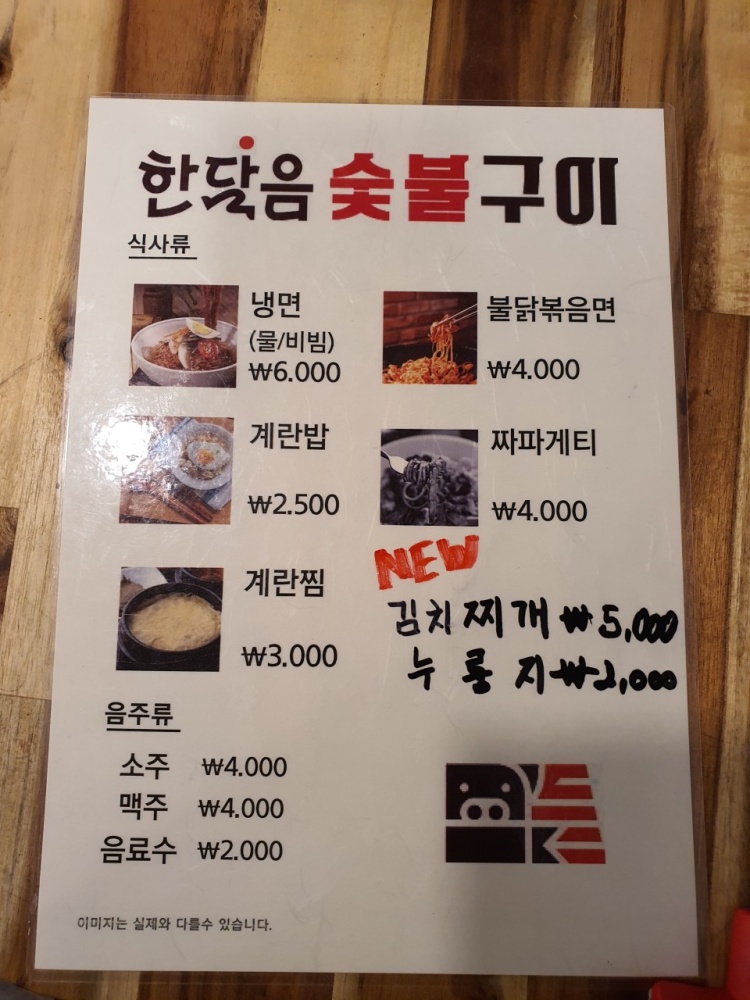 한달음 숯불구이
식사류
냉면
(물/비빔)
₩6.000
불닭볶음면
₩4.000
계란밥
₩2.500
짜파게티
₩4.000
계란찜
₩3.000
NEW
김치찌개 ₩5,000
누룽지 ₩2,000
음주류
소주 ₩4.000
맥주 ₩4.000
음료수 ₩2.000
이미지는 실제와 다를수 있습니다.